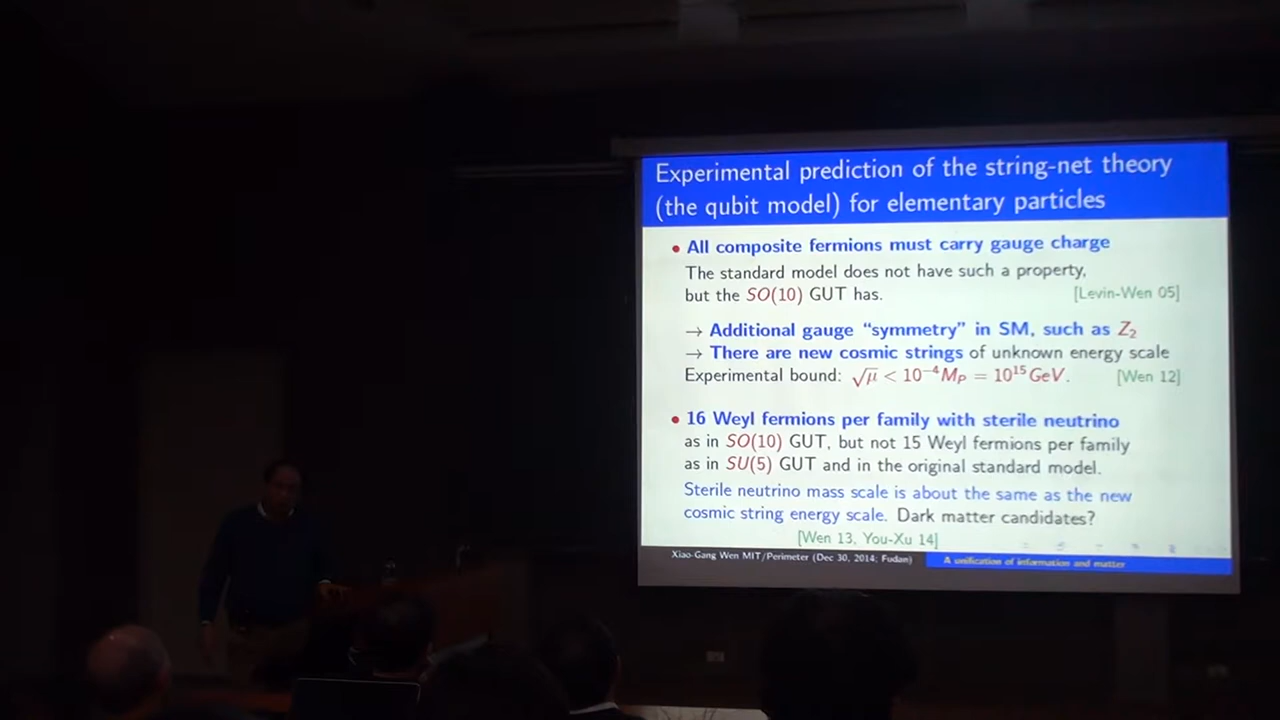 Experimental prediction of the string-net theory
(the qubit model) for elementary particles
• All composite fermions must carry gauge charge
The standard model does not have such a property,
but the SO(10) GUT has. [Levin-Wen 05]
→ Additional gauge “symmetry” in SM, such as Z₂
→ There are new cosmic strings of unknown energy scale
Experimental bound: √μ < 10⁻⁴M_P = 10¹⁵GeV. [Wen 12]
• 16 Weyl fermions per family with sterile neutrino
as in SO(10) GUT, but not 15 Weyl fermions per family
as in SU(5) GUT and in the original standard model.
Sterile neutrino mass scale is about the same as the new
cosmic string energy scale. Dark matter candidates?
[Wen 13, You-Xu 14]
Xiao-Gang Wen MIT/Perimeter (Dec 30, 2014; Fudan) A unification of information and matter